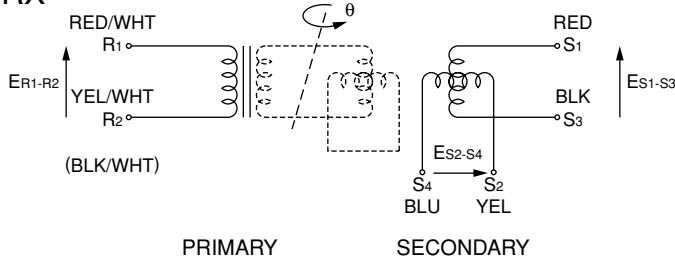 RX
RED/WHT
R1
θ
RED
S1
ER1-R2
YEL/WHT
R2
BLK
S3
ES1-S3
(BLK/WHT)
ES2-S4
S4
S2
BLU
YEL
PRIMARY
SECONDARY